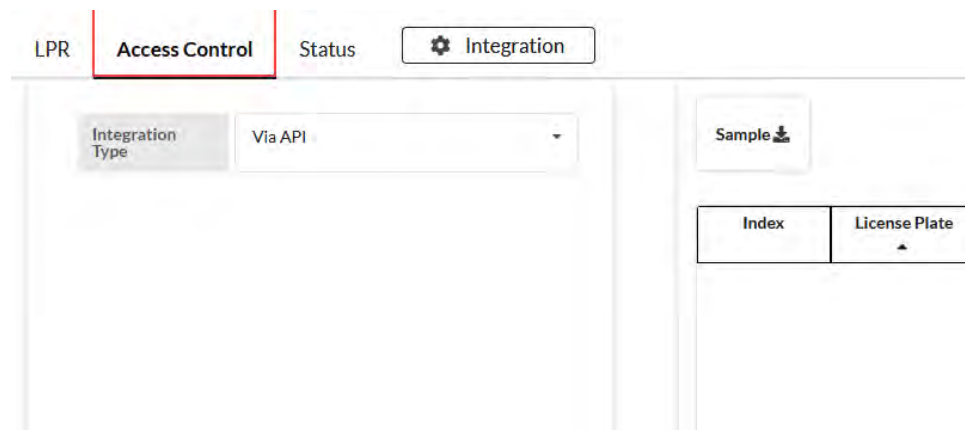 LPR Access Control Status Integration
Integration
Type
Via API
Sample
Index License Plate